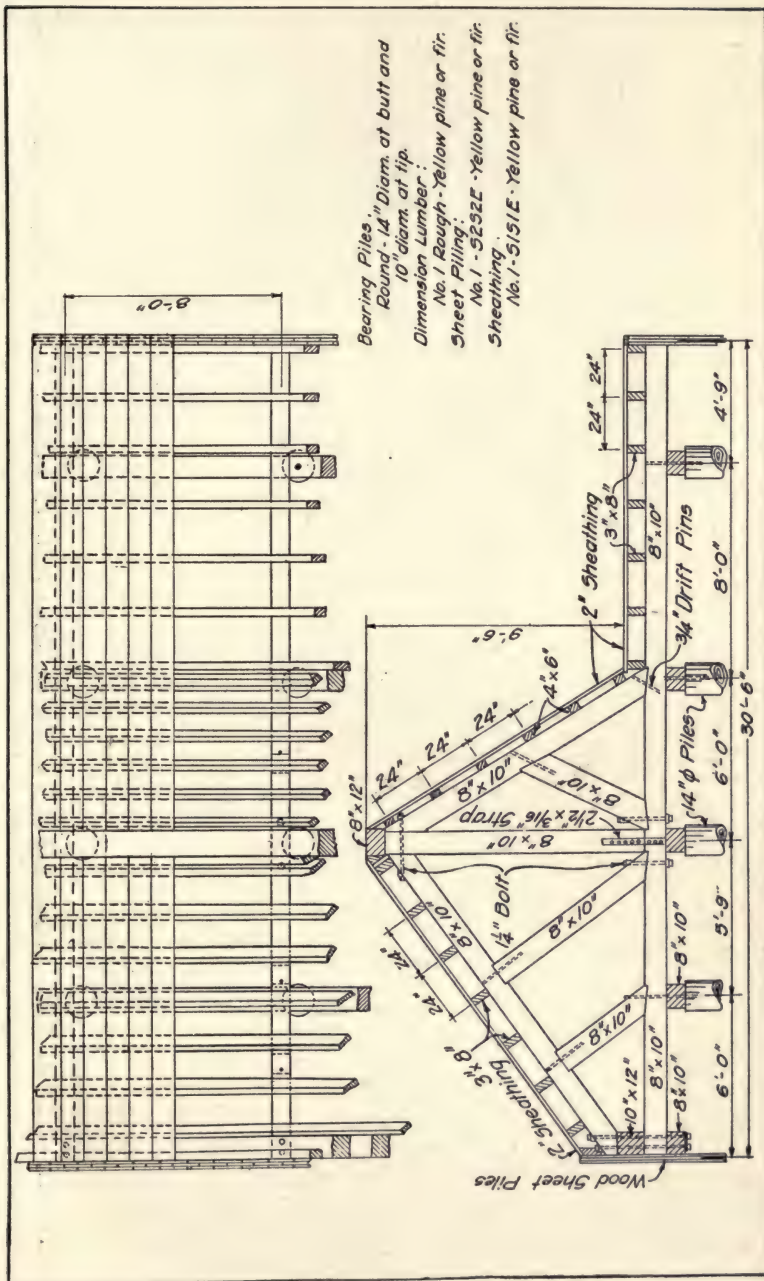 Bearing Piles:
Round - 14" Diam. at butt and
10" diam. at tip.
Dimension Lumber:
No. 1 Rough - Yellow pine or fir.
Sheet Piling:
No. 1 - S2S2E - Yellow pine or fir.
Sheathing:
No. 1 - S1S1E - Yellow pine or fir.
8'-0"
9'-6"
8"x12"
24"
24"
24"
4"x6"
8"x10"
8"x10"
2½" x 3/16" Strap
8"x10"
1¼" Bolt
2" Sheathing
3"x8"
24"
24"
8"x10"
3/4" Drift Pins
24"
24"
8"x10"
3"x8"
2" Sheathing
8"x10"
8"x10"
10"x12"
8"x10"
8"x10"
8"x10"
Wood Sheet Piles
14" ϕ Piles
6'-0"
5'-9"
6'-0"
8'-0"
4'-9"
30'-6"